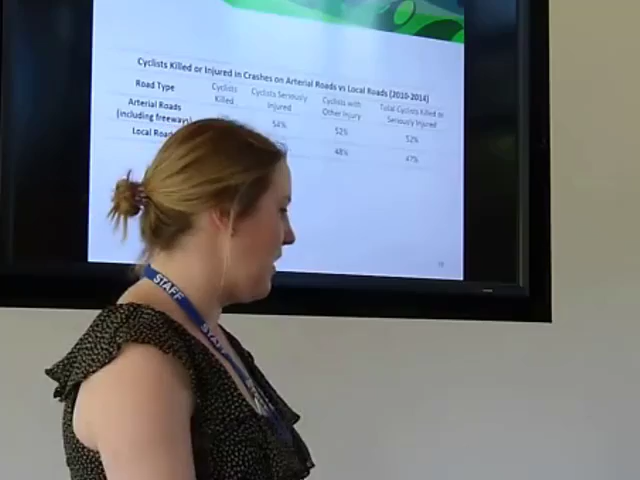 Cyclists Killed or Injured in Crashes on Arterial Roads vs Local Roads (2010-2014)
Road Type Cyclists Killed Cyclists Seriously Injured Cyclists with Other Injury Total Cyclists Killed or Seriously Injured
Arterial Roads (including freeways) 54% 52% 52%
Local Roads 48% 47%
STAFF
STAFF